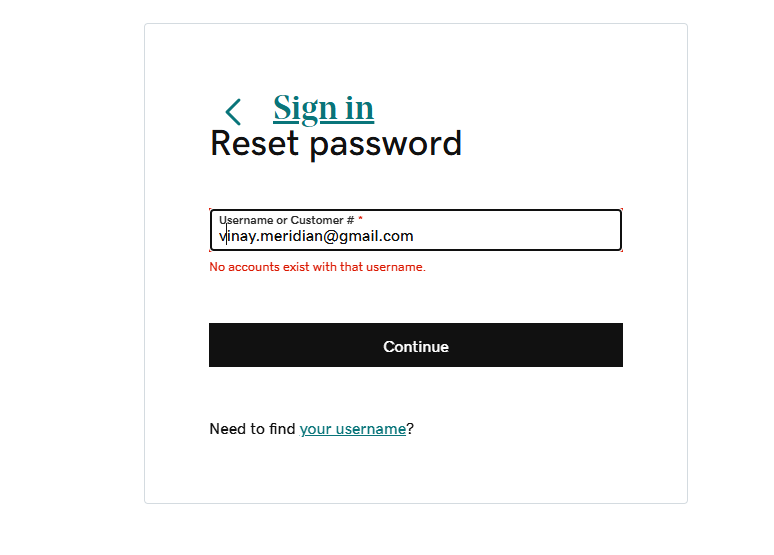 Sign in
Reset password
Username or Customer # *
vinay.meridian@gmail.com
No accounts exist with that username.
Continue
Need to find your username?